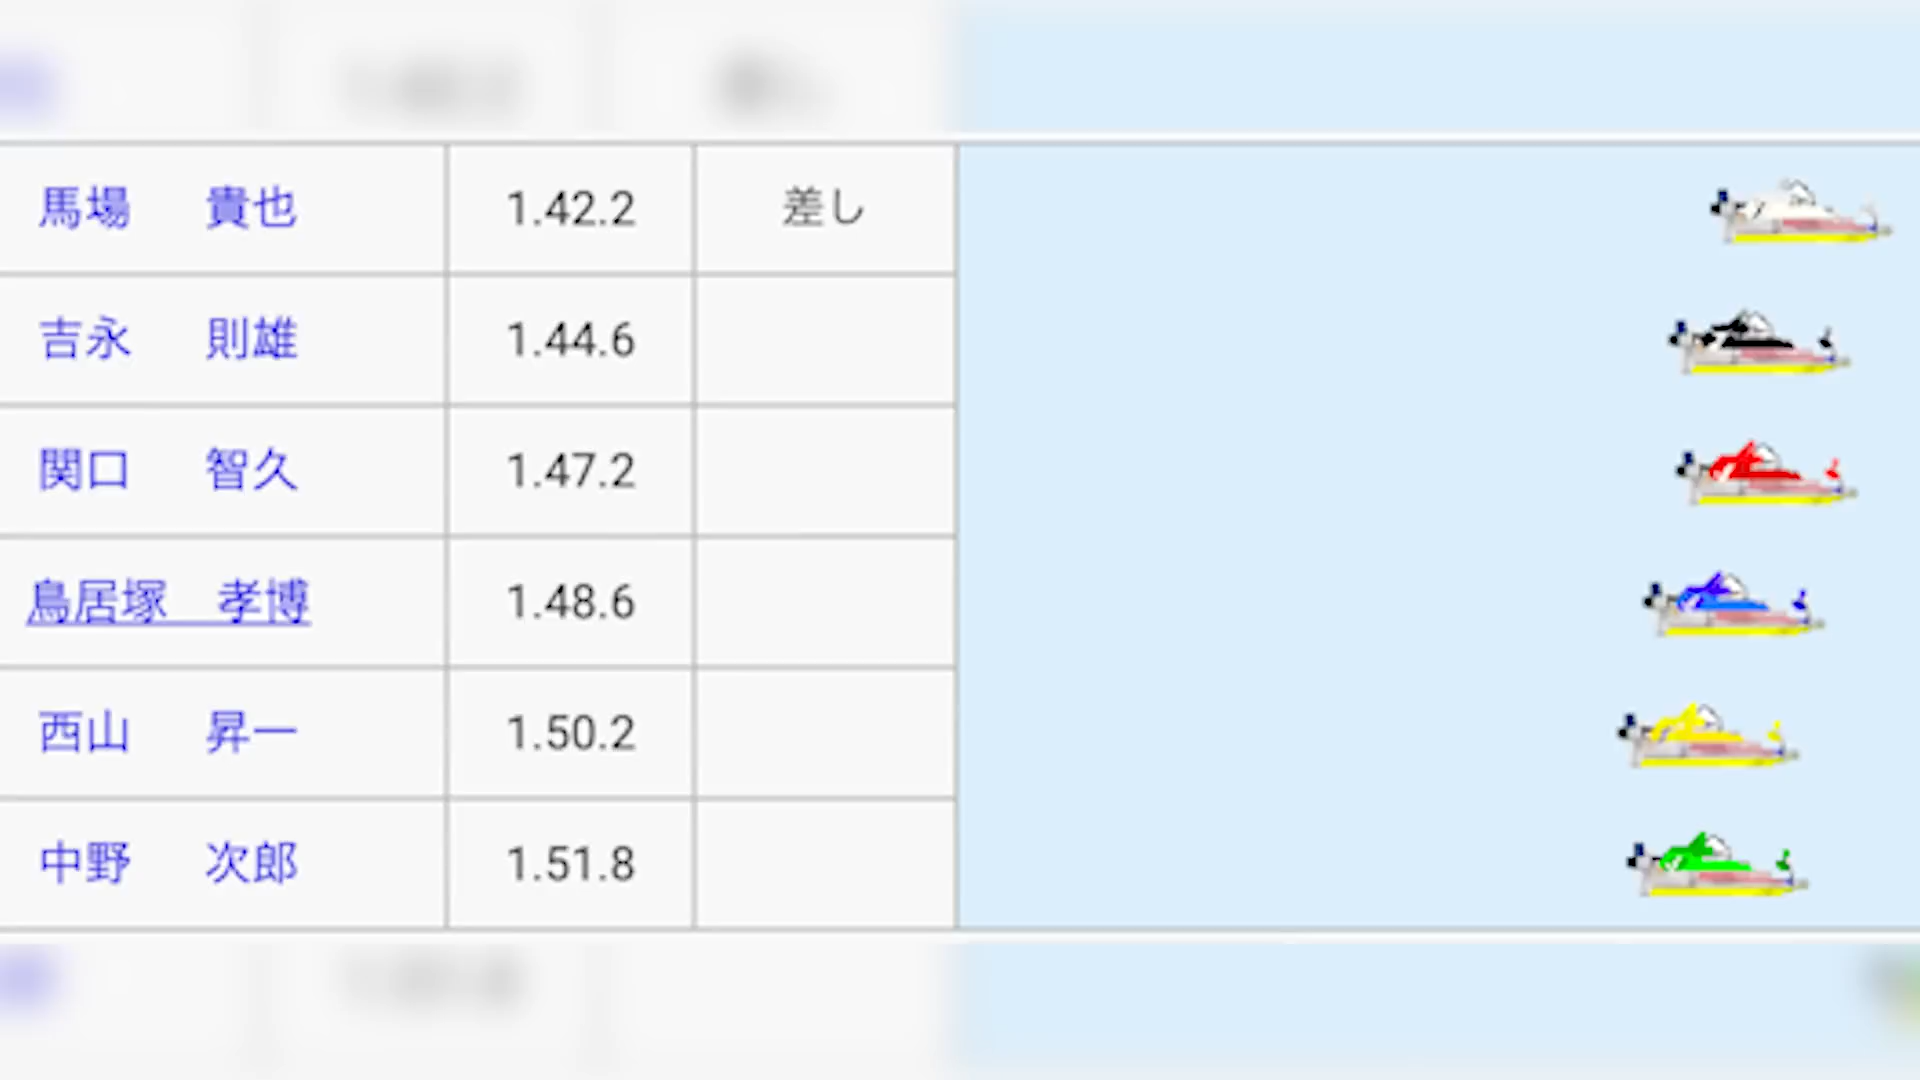 馬場 貴也 1.42.2 差し
吉永 則雄 1.44.6
関口 智久 1.47.2
鳥居塚 孝博 1.48.6
西山 昇一 1.50.2
中野 次郎 1.51.8